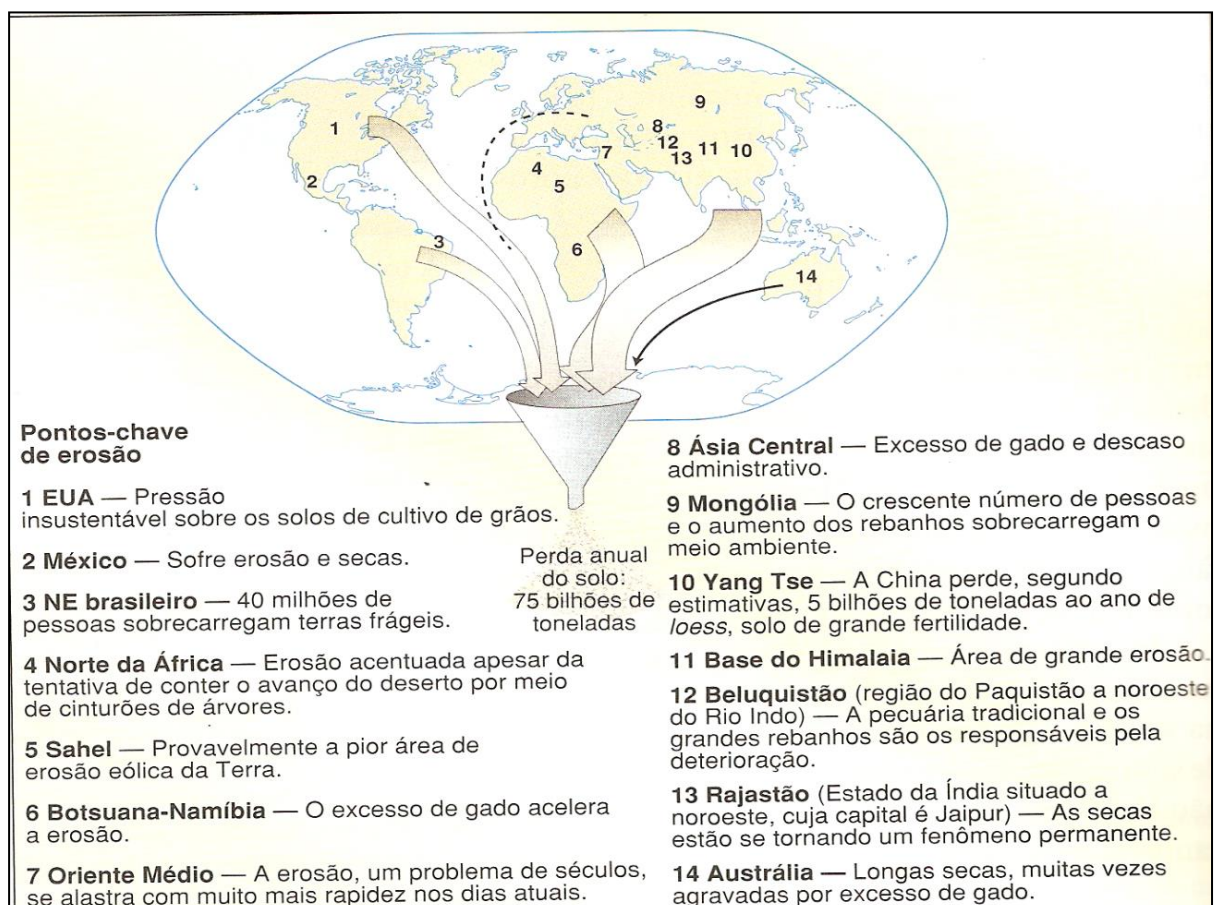 1
2
3
4
5
6
7
8
9
10
11
12
13
14
Pontos-chave
de erosão
1 EUA — Pressão
insustentável sobre os solos de cultivo de grãos.
2 México — Sofre erosão e secas.
3 NE brasileiro — 40 milhões de
pessoas sobrecarregam terras frágeis.
4 Norte da África — Erosão acentuada apesar da
tentativa de conter o avanço do deserto por meio
de cinturões de árvores.
5 Sahel — Provavelmente a pior área de
erosão eólica da Terra.
6 Botsuana-Namíbia — O excesso de gado acelera
a erosão.
7 Oriente Médio — A erosão, um problema de séculos,
se alastra com muito mais rapidez nos dias atuais.
Perda anual
do solo:
75 bilhões de
toneladas
8 Ásia Central — Excesso de gado e descaso
administrativo.
9 Mongólia — O crescente número de pessoas
e o aumento dos rebanhos sobrecarregam o
meio ambiente.
10 Yang Tse — A China perde, segundo
estimativas, 5 bilhões de toneladas ao ano de
loess, solo de grande fertilidade.
11 Base do Himalaia — Área de grande erosão.
12 Beluquistão (região do Paquistão a noroeste
do Rio Indo) — A pecuária tradicional e os
grandes rebanhos são os responsáveis pela
deterioração.
13 Rajastão (Estado da Índia situado a
noroeste, cuja capital é Jaipur) — As secas
estão se tornando um fenômeno permanente.
14 Austrália — Longas secas, muitas vezes
agravadas por excesso de gado.